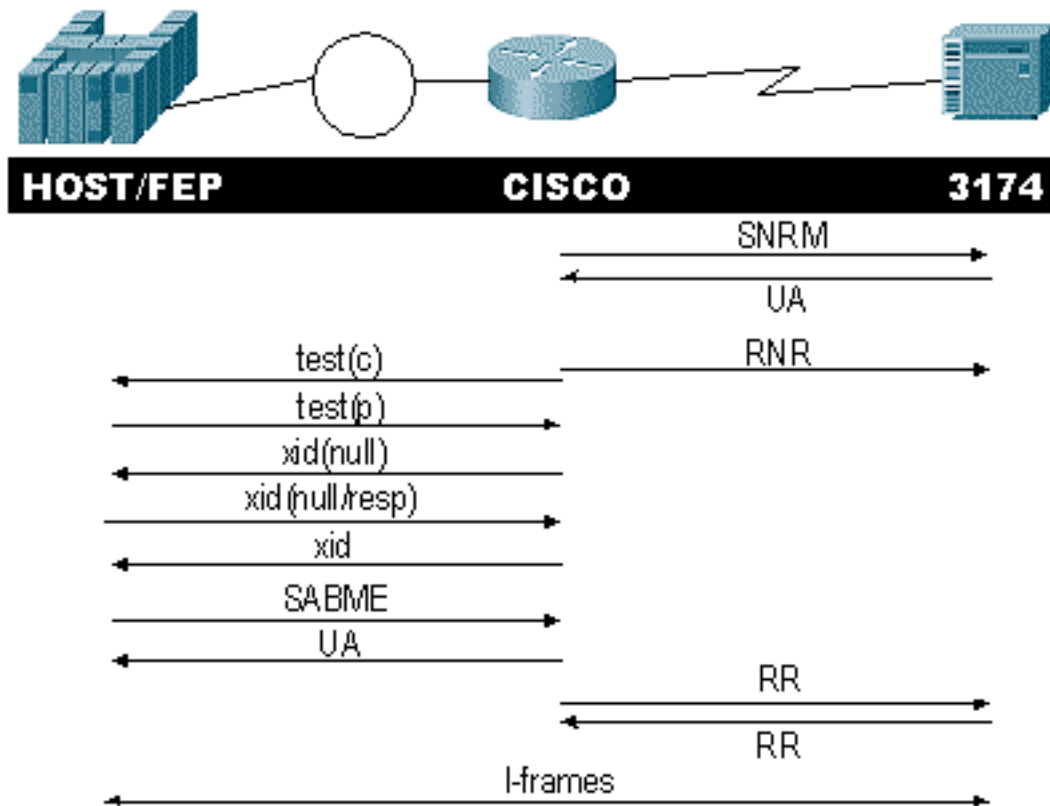 HOST/FEP CISCO 3174
SNRM
UA
test(c) RNR
test(p)
xid(null)
xid(null/resp)
xid
SABME
UA
RR
RR
I-frames